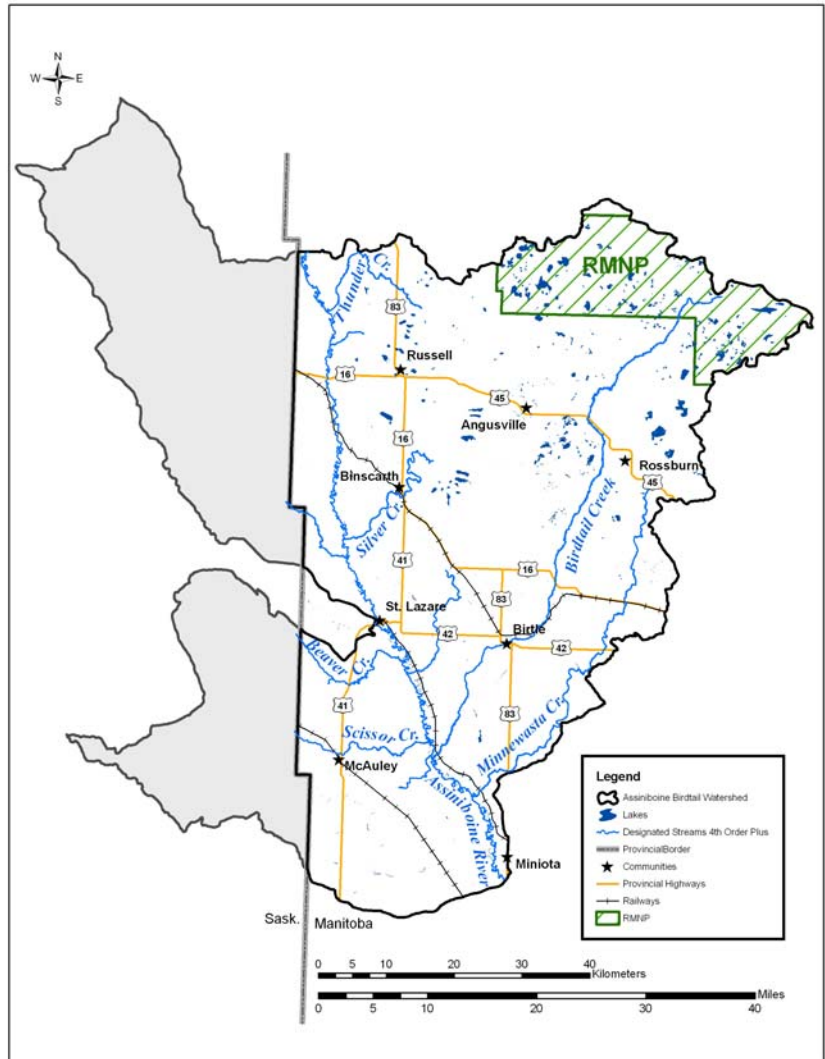 N
W E
S
Thunder Cr.
RMNP
83
Russell
16
45
Angusville
16
Rossburn
45
Binscarth
Silver Cr.
Birdtail Creek
41
16
83
St. Lazare
42
Birtle
42
Beaver Cr.
41
83
Scissor Cr.
Minnewasta Cr.
McAuley
Assiniboine River
Miniota
Sask. Manitoba
Legend
Assiniboine Birdtail Watershed
Lakes
Designated Streams 4th Order Plus
ProvincialBorder
Communities
Provincial Highways
Railways
RMNP
0 5 10 20 30 40
Kilometers
Miles
0 5 10 20 30 40